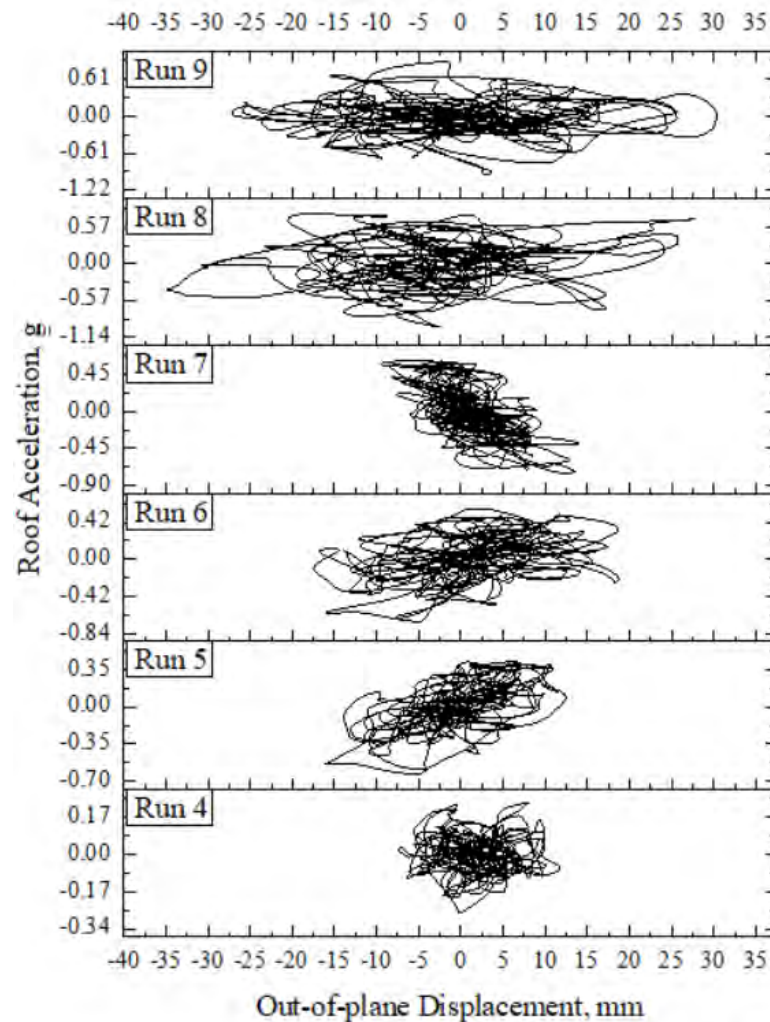 -40 -35 -30 -25 -20 -15 -10 -5 0 5 10 15 20 25 30 35
Run 9
0.61
0.00
-0.61
-1.22
Run 8
0.57
0.00
-0.57
-1.14
Run 7
0.45
0.00
-0.45
-0.90
Run 6
0.42
0.00
-0.42
-0.84
Run 5
0.35
0.00
-0.35
-0.70
Run 4
0.17
0.00
-0.17
-0.34
Roof Acceleration, g
-40 -35 -30 -25 -20 -15 -10 -5 0 5 10 15 20 25 30 35
Out-of-plane Displacement, mm